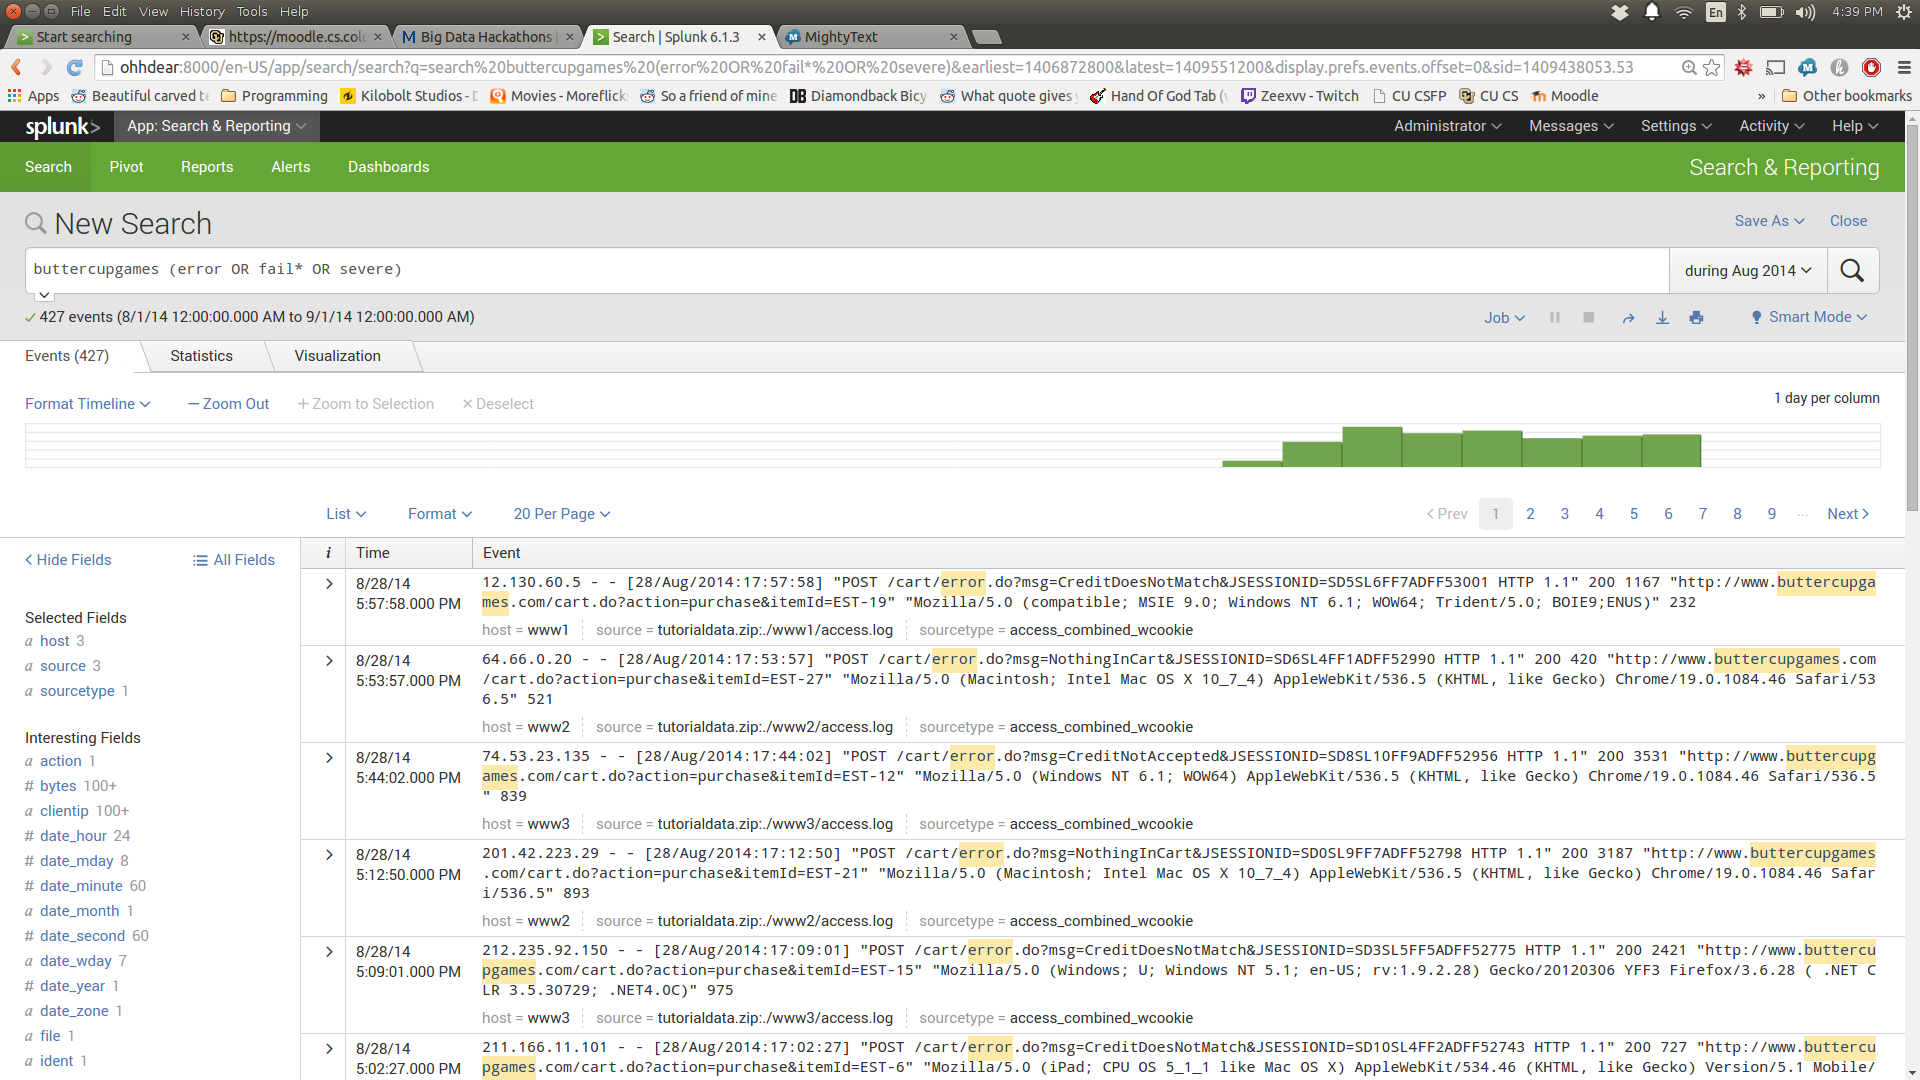 File Edit View History Tools Help
En 4:39 PM
Start searching
https://moodle.cs.col
Big Data Hackathons
Search | Splunk 6.1.3
MightyText
ohhdear:8000/en-US/app/search/search?q=search%20buttercupgames%20(error%20OR%20fail*%20OR%20severe)&earliest=1406872800&latest=1409551200&display.prefs.events.offset=0&sid=1409438053.53
Apps Beautiful carved Programming Kilobolt Studios - Movies - Moreflick So a friend of mine Diamondback Bicy What quote gives Hand Of God Tab ( Zeexvv - Twitch CU CSFP CU CS Moodle » Other bookmarks
splunk> App: Search & Reporting Administrator Messages Settings Activity Help
Search Pivot Reports Alerts Dashboards Search & Reporting
New Search Save As Close
buttercupgames (error OR fail* OR severe) during Aug 2014
427 events (8/1/14 12:00:00.000 AM to 9/1/14 12:00:00.000 AM) Job Smart Mode
Events (427) Statistics Visualization
Format Timeline — Zoom Out + Zoom to Selection × Deselect 1 day per column
List Format 20 Per Page < Prev 1 2 3 4 5 6 7 8 9 ... Next >
< Hide Fields All Fields
i Time Event
Selected Fields
a host 3
a source 3
a sourcetype 1
Interesting Fields
a action 1
# bytes 100+
a clientip 100+
# date_hour 24
# date_mday 8
# date_minute 60
a date_month 1
# date_second 60
a date_wday 7
# date_year 1
a date_zone 1
a file 1
a ident 1
8/28/14
5:57:58.000 PM
12.130.60.5 - - [28/Aug/2014:17:57:58] "POST /cart/error.do?msg=CreditDoesNotMatch&JSESSIONID=SD5SL6FF7ADFF53001 HTTP 1.1" 200 1167 "http://www.buttercupga
mes.com/cart.do?action=purchase&itemId=EST-19" "Mozilla/5.0 (compatible; MSIE 9.0; Windows NT 6.1; WOW64; Trident/5.0; BOIE9;ENUS)" 232
host = www1 source = tutorialdata.zip:./www1/access.log sourcetype = access_combined_wcookie
8/28/14
5:53:57.000 PM
64.66.0.20 - - [28/Aug/2014:17:53:57] "POST /cart/error.do?msg=NothingInCart&JSESSIONID=SD6SL4FF1ADFF52990 HTTP 1.1" 200 420 "http://www.buttercupgames.com
/cart.do?action=purchase&itemId=EST-27" "Mozilla/5.0 (Macintosh; Intel Mac OS X 10_7_4) AppleWebKit/536.5 (KHTML, like Gecko) Chrome/19.0.1084.46 Safari/53
6.5" 521
host = www2 source = tutorialdata.zip:./www2/access.log sourcetype = access_combined_wcookie
8/28/14
5:44:02.000 PM
74.53.23.135 - - [28/Aug/2014:17:44:02] "POST /cart/error.do?msg=CreditNotAccepted&JSESSIONID=SD8SL10FF9ADFF52956 HTTP 1.1" 200 3531 "http://www.buttercupg
ames.com/cart.do?action=purchase&itemId=EST-12" "Mozilla/5.0 (Windows NT 6.1; WOW64) AppleWebKit/536.5 (KHTML, like Gecko) Chrome/19.0.1084.46 Safari/536.5
" 839
host = www3 source = tutorialdata.zip:./www3/access.log sourcetype = access_combined_wcookie
8/28/14
5:12:50.000 PM
201.42.223.29 - - [28/Aug/2014:17:12:50] "POST /cart/error.do?msg=NothingInCart&JSESSIONID=SD0SL9FF7ADFF52798 HTTP 1.1" 200 3187 "http://www.buttercupgames
.com/cart.do?action=purchase&itemId=EST-21" "Mozilla/5.0 (Macintosh; Intel Mac OS X 10_7_4) AppleWebKit/536.5 (KHTML, like Gecko) Chrome/19.0.1084.46 Safar
i/536.5" 893
host = www2 source = tutorialdata.zip:./www2/access.log sourcetype = access_combined_wcookie
8/28/14
5:09:01.000 PM
212.235.92.150 - - [28/Aug/2014:17:09:01] "POST /cart/error.do?msg=CreditDoesNotMatch&JSESSIONID=SD3SL5FF5ADFF52775 HTTP 1.1" 200 2421 "http://www.buttercu
pgames.com/cart.do?action=purchase&itemId=EST-15" "Mozilla/5.0 (Windows; U; Windows NT 5.1; en-US; rv:1.9.2.28) Gecko/20120306 YFF3 Firefox/3.6.28 ( .NET C
LR 3.5.30729; .NET4.0C)" 975
host = www3 source = tutorialdata.zip:./www3/access.log sourcetype = access_combined_wcookie
8/28/14
5:02:27.000 PM
211.166.11.101 - - [28/Aug/2014:17:02:27] "POST /cart/error.do?msg=CreditDoesNotMatch&JSESSIONID=SD10SL4FF2ADFF52743 HTTP 1.1" 200 727 "http://www.buttercu
pgames.com/cart.do?action=purchase&itemId=EST-6" "Mozilla/5.0 (iPad; CPU OS 5_1_1 like Mac OS X) AppleWebKit/534.46 (KHTML, like Gecko) Version/5.1 Mobile/